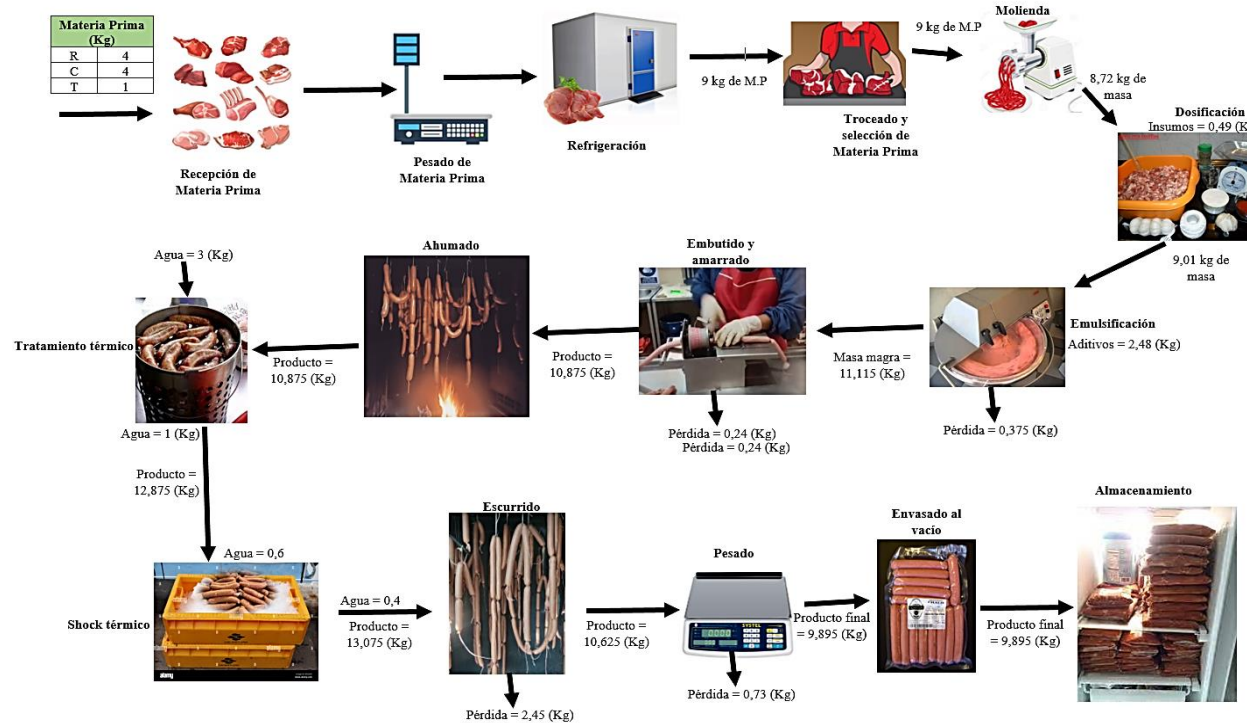 Materia Prima
(Kg)
R 4
C 4
T 1
Recepción de
Materia Prima
Pesado de
Materia Prima
Refrigeración
9 kg de M.P
Troceado y
selección de
Materia Prima
9 kg de M.P
Molienda
8,72 kg de
masa
Dosificación
Insumos = 0,49 (K
9,01 kg de
masa
Emulsificación
Aditivos = 2,48 (Kg)
Pérdida = 0,375 (Kg)
Masa magra =
11,115 (Kg)
Embutido y
amarrado
Pérdida = 0,24 (Kg)
Pérdida = 0,24 (Kg)
Producto =
10,875 (Kg)
Ahumado
Producto =
10,875 (Kg)
Agua = 3 (Kg)
Tratamiento térmico
Agua = 1 (Kg)
Producto =
12,875 (Kg)
Agua = 0,6
Shock térmico
alamy
Agua = 0,4
Producto =
13,075 (Kg)
Escurrido
Pérdida = 2,45 (Kg)
Producto =
10,625 (Kg)
Pesado
SYSTEL
Pérdida = 0,73 (Kg)
Producto final
= 9,895 (Kg)
Envasado al
vacío
Producto final
= 9,895 (Kg)
Almacenamiento